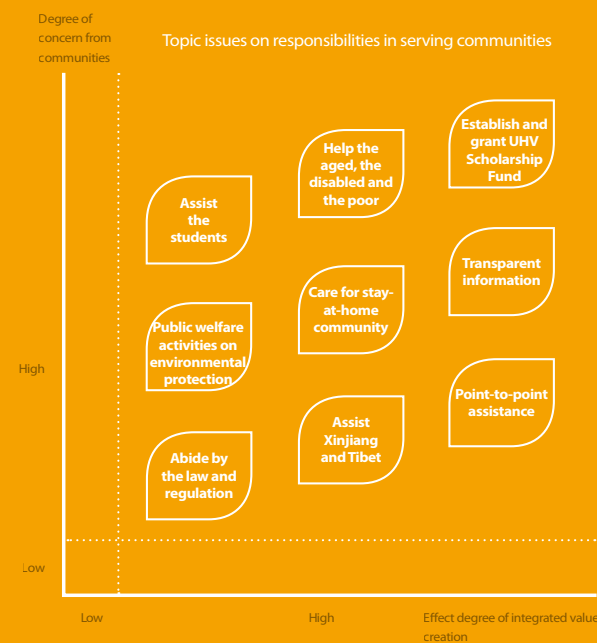 Degree of
concern from
communities
Topic issues on responsibilities in serving communities
Establish and
grant UHV
Scholarship
Fund
Help the
aged, the
disabled and
the poor
Assist
the
students
Transparent
information
Care for stay-
at-home
community
Public welfare
activities on
environmental
protection
High
Point-to-point
assistance
Assist
Xinjiang
and Tibet
Abide by
the law and
regulation
Low
Low
High
Effect degree of integrated value
creation